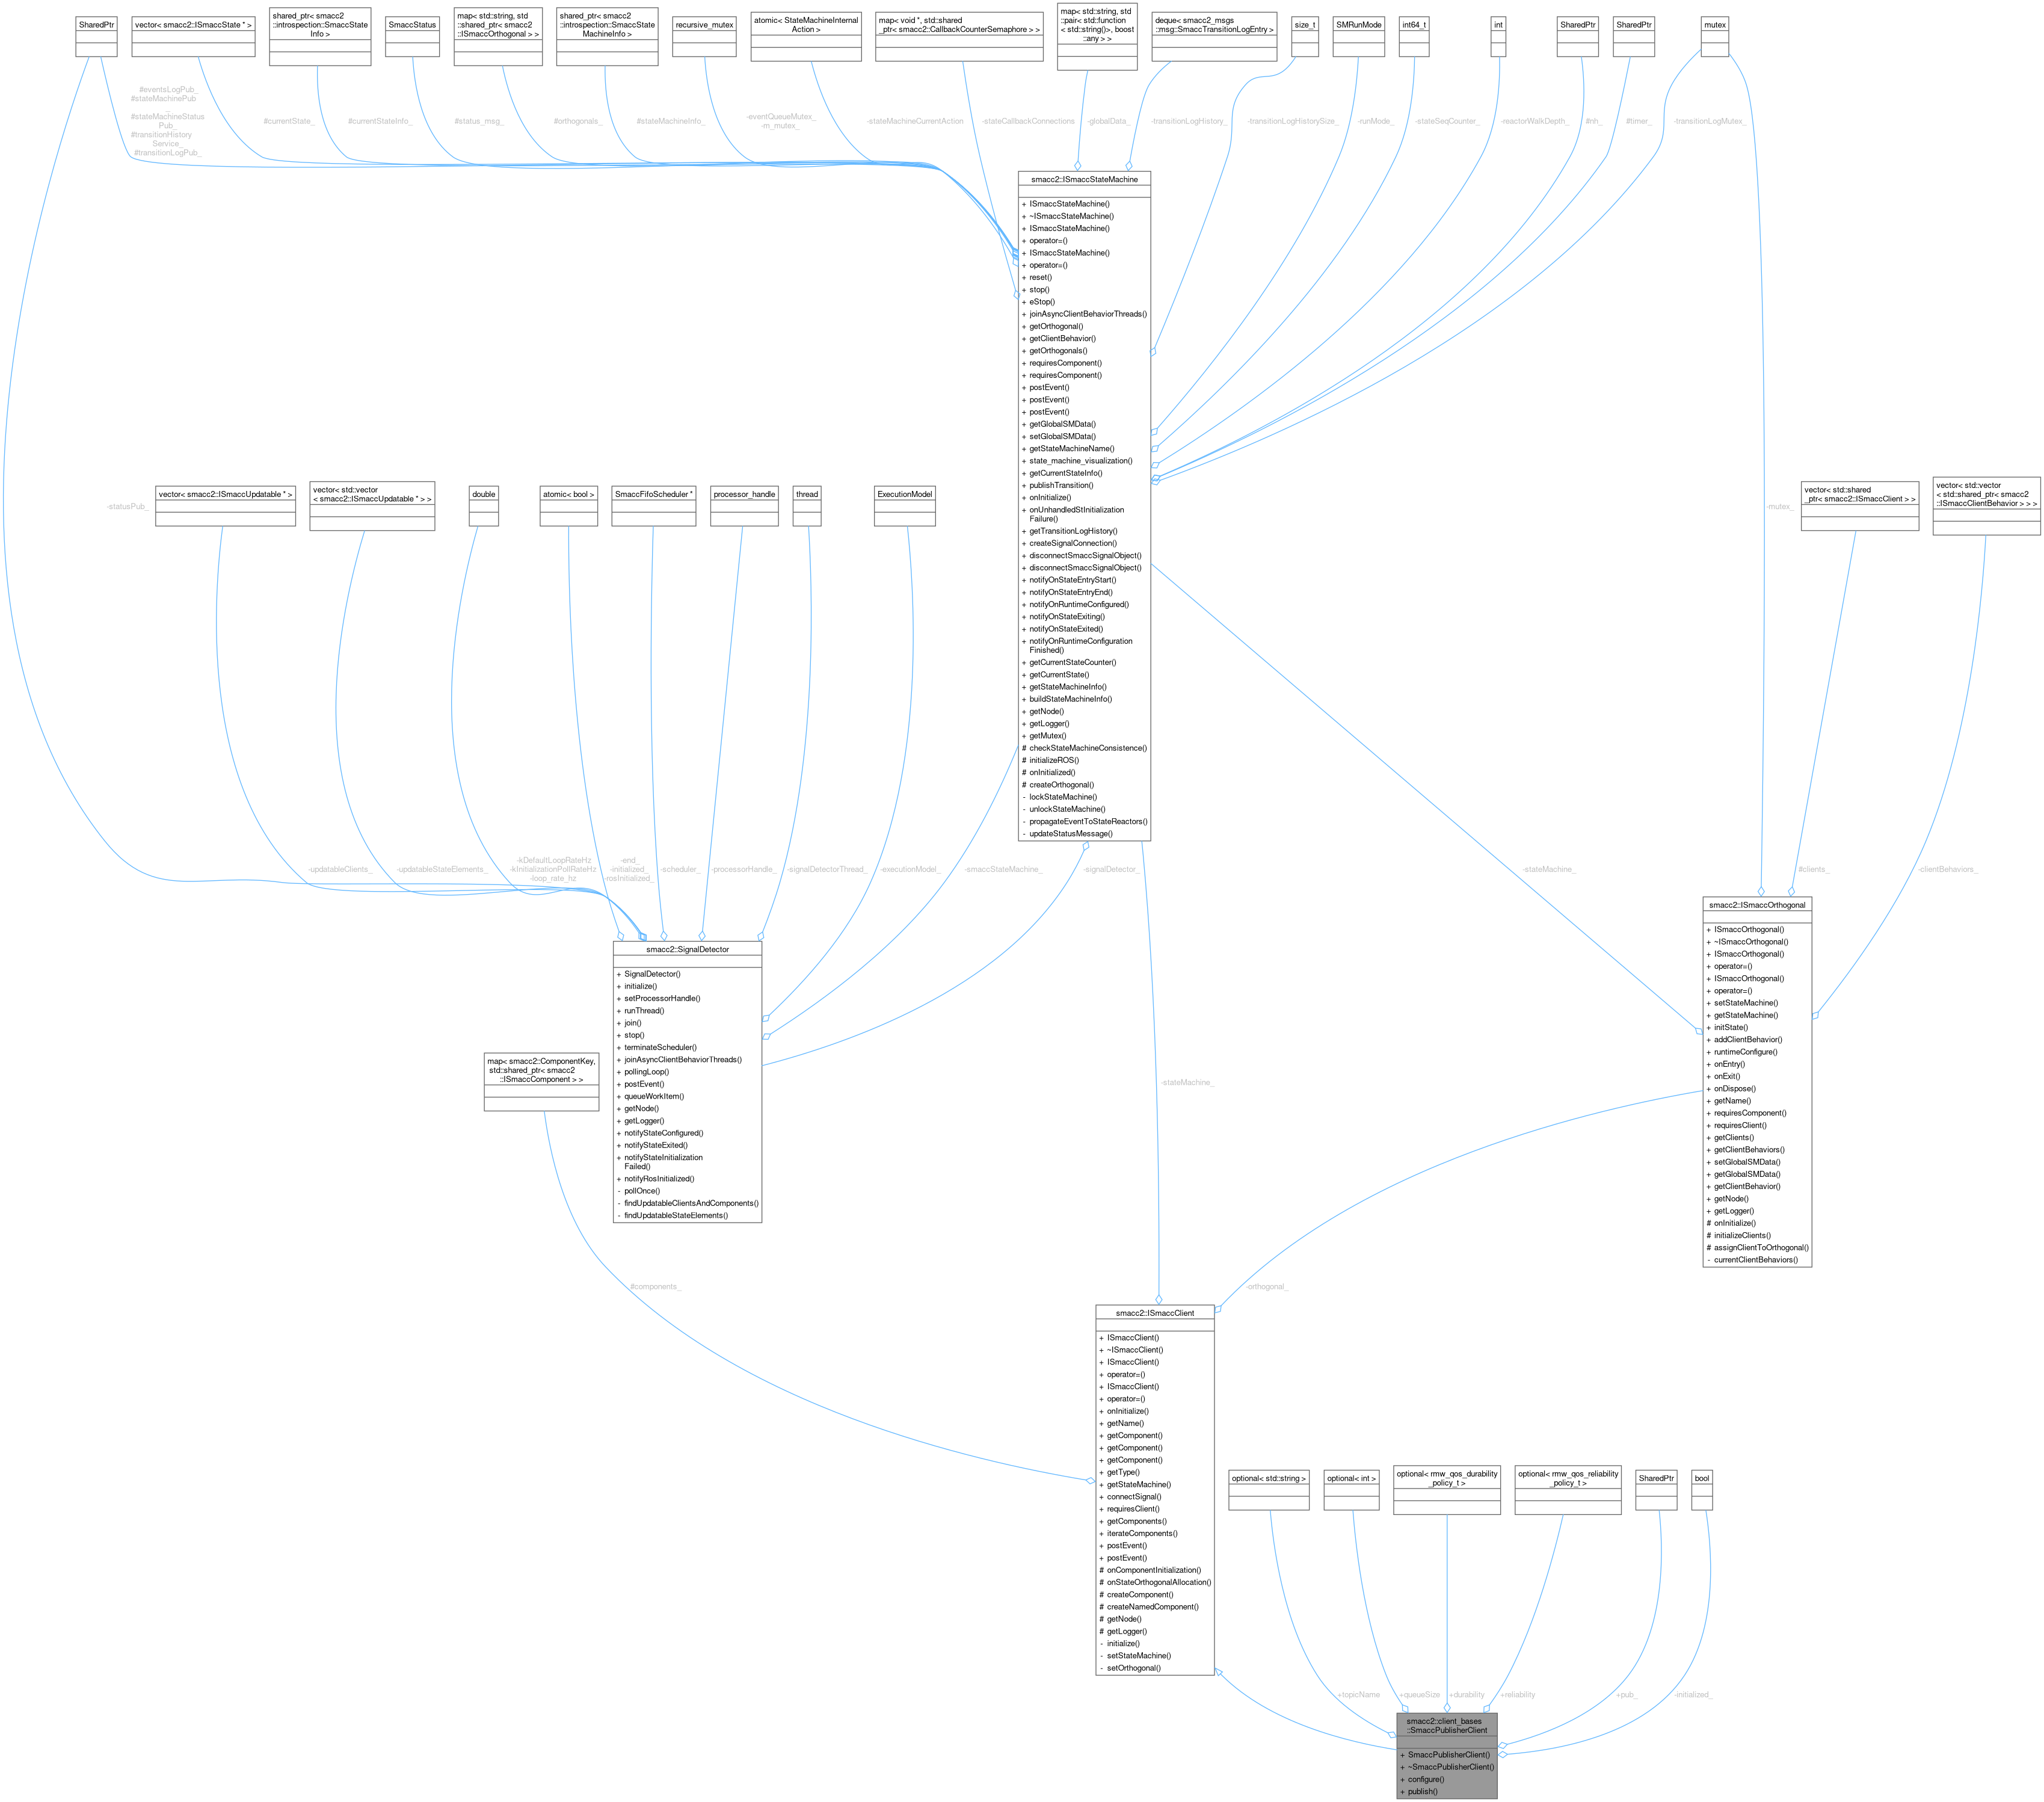 SharedPtr
vector< smacc2::ISmaccState * >
shared_ptr< smacc2
::introspection::SmaccState
Info >
SmaccStatus
map< std::string, std
::shared_ptr< smacc2
::ISmaccOrthogonal > >
shared_ptr< smacc2
::introspection::SmaccState
MachineInfo >
recursive_mutex
atomic< StateMachineInternal
Action >
map< void *, std::shared
_ptr< smacc2::CallbackCounterSemaphore > >
map< std::string, std
::pair< std::function
< std::string()>, boost
::any > >
deque< smacc2_msgs
::msg::SmaccTransitionLogEntry >
size_t
SMRunMode
int64_t
int
SharedPtr
SharedPtr
mutex
#eventsLogPub_
#stateMachinePub
_
#stateMachineStatus
Pub_
#transitionHistory
Service_
#transitionLogPub_
#currentState_
#currentStateInfo_
#status_msg_
#orthogonals_
#stateMachineInfo_
-eventQueueMutex_
-m_mutex_
-stateMachineCurrentAction
-stateCallbackConnections
-globalData_
-transitionLogHistory_
-transitionLogHistorySize_
-runMode_
-stateSeqCounter_
-reactorWalkDepth_
#nh_
#timer_
-transitionLogMutex_
smacc2::ISmaccStateMachine
+ ISmaccStateMachine()
+ ~ISmaccStateMachine()
+ ISmaccStateMachine()
+ operator=()
+ ISmaccStateMachine()
+ operator=()
+ reset()
+ stop()
+ eStop()
+ joinAsyncClientBehaviorThreads()
+ getOrthogonal()
+ getClientBehavior()
+ getOrthogonals()
+ requiresComponent()
+ requiresComponent()
+ postEvent()
+ postEvent()
+ postEvent()
+ getGlobalSMData()
+ setGlobalSMData()
+ getStateMachineName()
+ state_machine_visualization()
+ getCurrentStateInfo()
+ publishTransition()
+ onInitialize()
+ onUnhandledStInitialization
Failure()
+ getTransitionLogHistory()
+ createSignalConnection()
+ disconnectSmaccSignalObject()
+ disconnectSmaccSignalObject()
+ notifyOnStateEntryStart()
+ notifyOnStateEntryEnd()
+ notifyOnRuntimeConfigured()
+ notifyOnStateExiting()
+ notifyOnStateExited()
+ notifyOnRuntimeConfiguration
Finished()
+ getCurrentStateCounter()
+ getCurrentState()
+ getStateMachineInfo()
+ buildStateMachineInfo()
+ getNode()
+ getLogger()
+ getMutex()
# checkStateMachineConsistence()
# initializeROS()
# onInitialized()
# createOrthogonal()
- lockStateMachine()
- unlockStateMachine()
- propagateEventToStateReactors()
- updateStatusMessage()
vector< smacc2::ISmaccUpdatable * >
vector< std::vector
< smacc2::ISmaccUpdatable * > >
double
atomic< bool >
SmaccFifoScheduler *
processor_handle
thread
ExecutionModel
vector< std::shared
_ptr< smacc2::ISmaccClient > >
vector< std::vector
< std::shared_ptr< smacc2
::ISmaccClientBehavior > > >
-statusPub_
-mutex_
-updatableClients_
-updatableStateElements_
-kDefaultLoopRateHz
-kInitializationPollRateHz
-loop_rate_hz
-end_
-initialized_
-rosInitialized_
-scheduler_
-processorHandle_
-signalDetectorThread_
-executionModel_
-smaccStateMachine_
-signalDetector_
-stateMachine_
#clients_
-clientBehaviors_
smacc2::SignalDetector
+ SignalDetector()
+ initialize()
+ setProcessorHandle()
+ runThread()
+ join()
+ stop()
+ terminateScheduler()
+ joinAsyncClientBehaviorThreads()
+ pollingLoop()
+ postEvent()
+ queueWorkItem()
+ getNode()
+ getLogger()
+ notifyStateConfigured()
+ notifyStateExited()
+ notifyStateInitialization
Failed()
+ notifyRosInitialized()
- pollOnce()
- findUpdatableClientsAndComponents()
- findUpdatableStateElements()
smacc2::ISmaccOrthogonal
+ ISmaccOrthogonal()
+ ~ISmaccOrthogonal()
+ ISmaccOrthogonal()
+ operator=()
+ ISmaccOrthogonal()
+ operator=()
+ setStateMachine()
+ getStateMachine()
+ initState()
+ addClientBehavior()
+ runtimeConfigure()
+ onEntry()
+ onExit()
+ onDispose()
+ getName()
+ requiresComponent()
+ requiresClient()
+ getClients()
+ getClientBehaviors()
+ setGlobalSMData()
+ getGlobalSMData()
+ getClientBehavior()
+ getNode()
+ getLogger()
# onInitialize()
# initializeClients()
# assignClientToOrthogonal()
- currentClientBehaviors()
map< smacc2::ComponentKey,
std::shared_ptr< smacc2
::ISmaccComponent > >
-stateMachine_
#components_
-orthogonal_
smacc2::ISmaccClient
+ ISmaccClient()
+ ~ISmaccClient()
+ ISmaccClient()
+ operator=()
+ ISmaccClient()
+ operator=()
+ onInitialize()
+ getName()
+ getComponent()
+ getComponent()
+ getComponent()
+ getType()
+ getStateMachine()
+ connectSignal()
+ requiresClient()
+ getComponents()
+ iterateComponents()
+ postEvent()
+ postEvent()
# onComponentInitialization()
# onStateOrthogonalAllocation()
# createComponent()
# createNamedComponent()
# getNode()
# getLogger()
- initialize()
- setStateMachine()
- setOrthogonal()
optional< std::string >
optional< int >
optional< rmw_qos_durability
_policy_t >
optional< rmw_qos_reliability
_policy_t >
SharedPtr
bool
+topicName
+queueSize
+durability
+reliability
+pub_
-initialized_
smacc2::client_bases
::SmaccPublisherClient
+ SmaccPublisherClient()
+ ~SmaccPublisherClient()
+ configure()
+ publish()